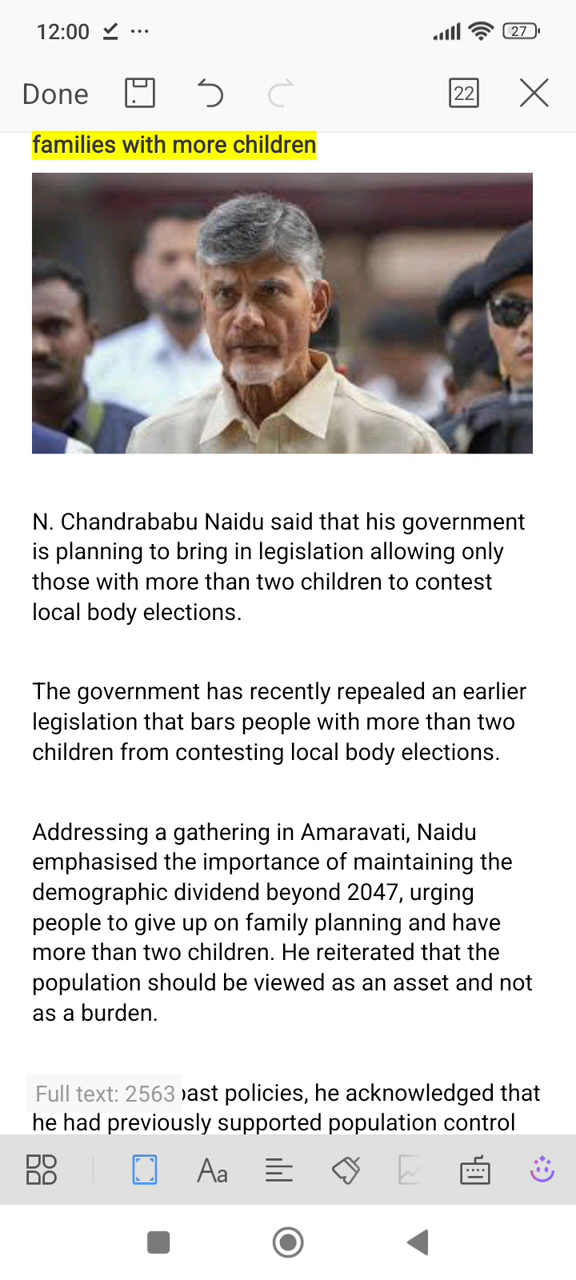 12:00
27
Done
22
families with more children
N. Chandrababu Naidu said that his government
is planning to bring in legislation allowing only
those with more than two children to contest
local body elections.
The government has recently repealed an earlier
legislation that bars people with more than two
children from contesting local body elections.
Addressing a gathering in Amaravati, Naidu
emphasised the importance of maintaining the
demographic dividend beyond 2047, urging
people to give up on family planning and have
more than two children. He reiterated that the
population should be viewed as an asset and not
as a burden.
Full text: 2563 past policies, he acknowledged that
he had previously supported population control
Aa